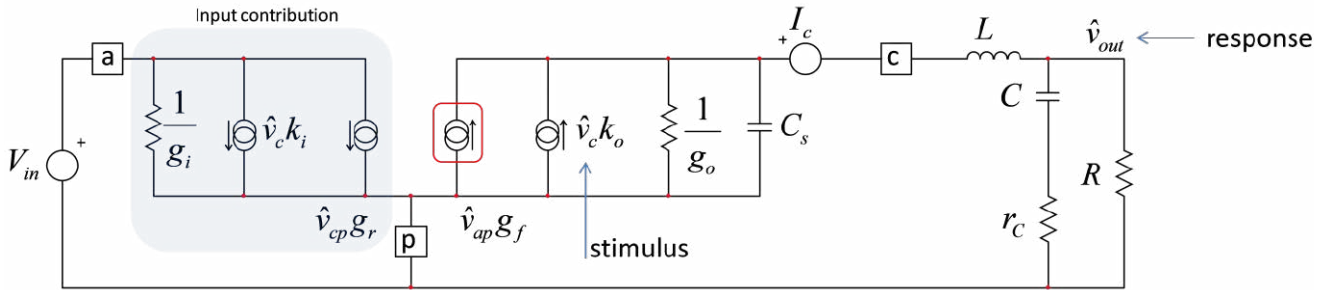 Input contribution
I_c
+
L
v̂_out
response
a
c
1/g_i
v̂_c k_i
v̂_c k_o
1/g_o
C_s
C
V_in
+
R
r_C
v̂_cp g_r
v̂_ap g_f
p
stimulus